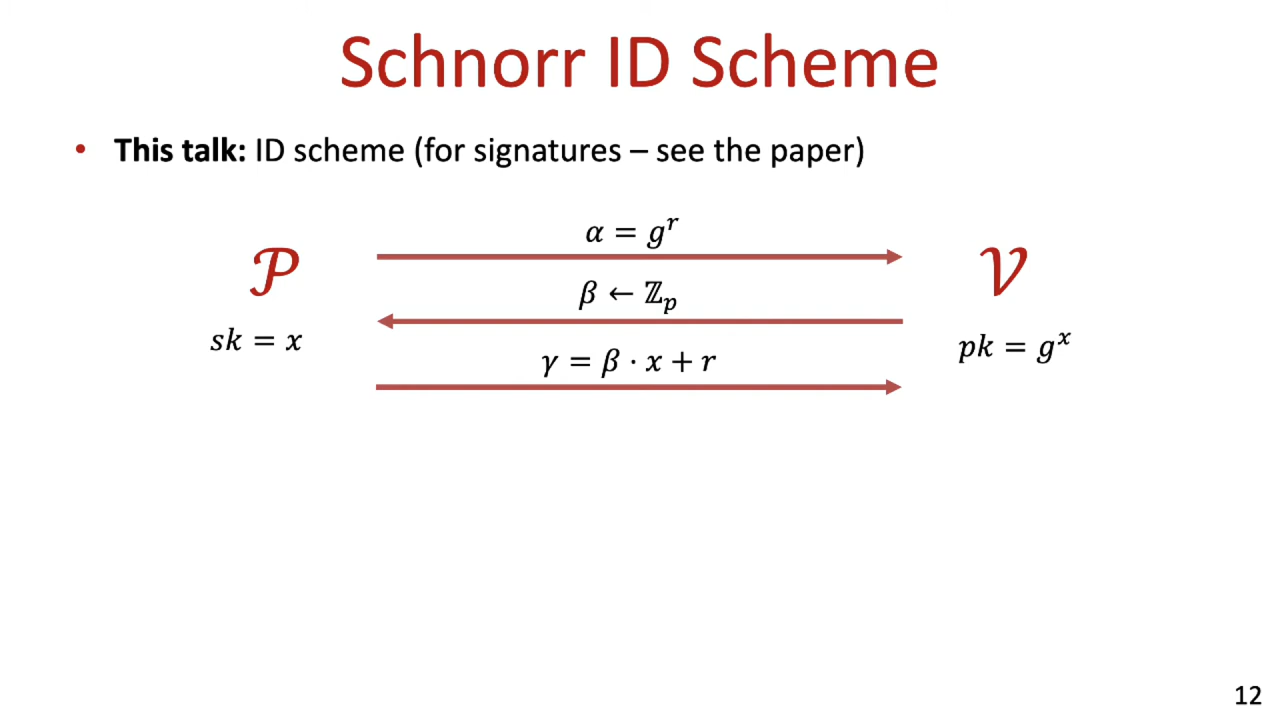 Schnorr ID Scheme
• This talk: ID scheme (for signatures – see the paper)
α = g^r
𝒫
𝒱
β ← ℤ_p
sk = x
pk = g^x
γ = β · x + r
12